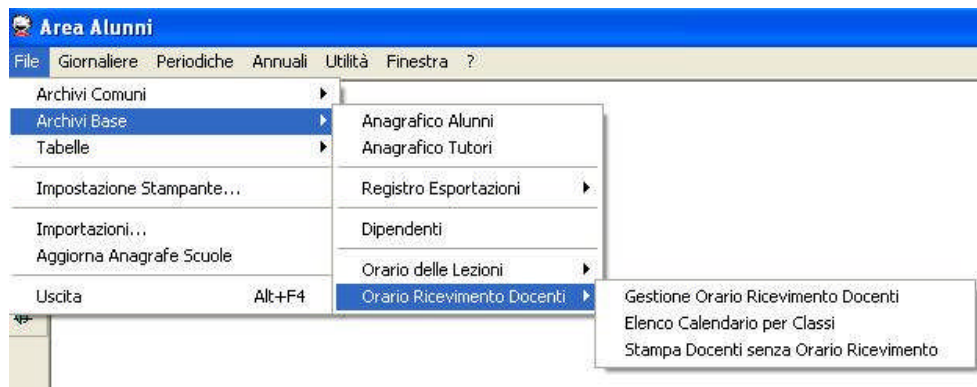 Area Alunni
File Giornaliere Periodiche Annuali Utilità Finestra ?
Archivi Comuni
Archivi Base
Tabelle
Impostazione Stampante...
Importazioni...
Aggiorna Anagrafe Scuole
Uscita Alt+F4
Anagrafico Alunni
Anagrafico Tutori
Registro Esportazioni
Dipendenti
Orario delle Lezioni
Orario Ricevimento Docenti
Gestione Orario Ricevimento Docenti
Elenco Calendario per Classi
Stampa Docenti senza Orario Ricevimento